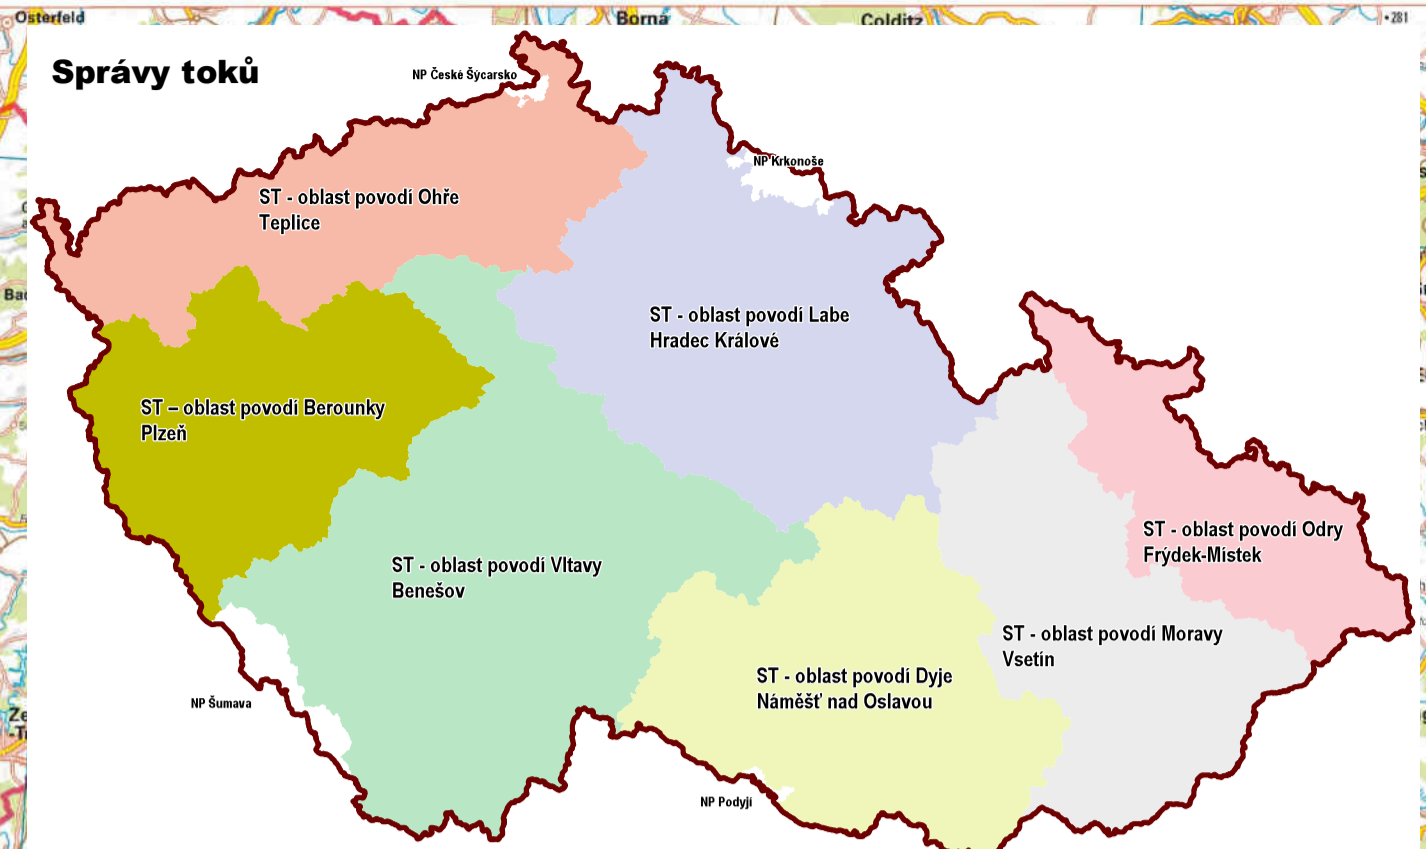 Osterfeld
Borna
Colditz
281
Správy toků
NP České Šýcarsko
NP Krkonoše
ST - oblast povodí Ohře
Teplice
ST - oblast povodí Labe
Hradec Králové
ST – oblast povodí Berounky
Plzeň
ST - oblast povodí Odry
Frýdek-Místek
ST - oblast povodí Vltavy
Benešov
ST - oblast povodí Moravy
Vsetín
ST - oblast povodí Dyje
Náměšť nad Oslavou
NP Šumava
NP Podyjí